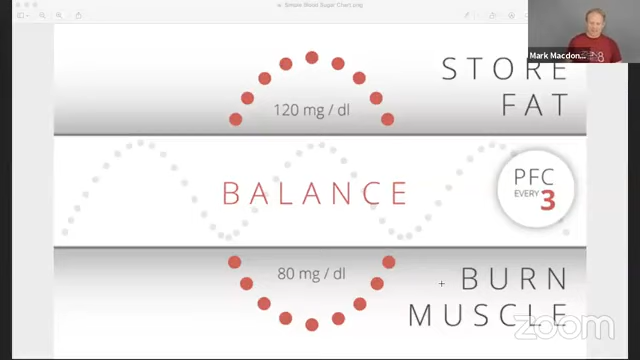 Simple Blood Sugar Chart.png
Mark Macdon...
STORE
FAT
120 mg / dl
BALANCE
PFC
EVERY 3
80 mg / dl
BURN
MUSCLE
zoom